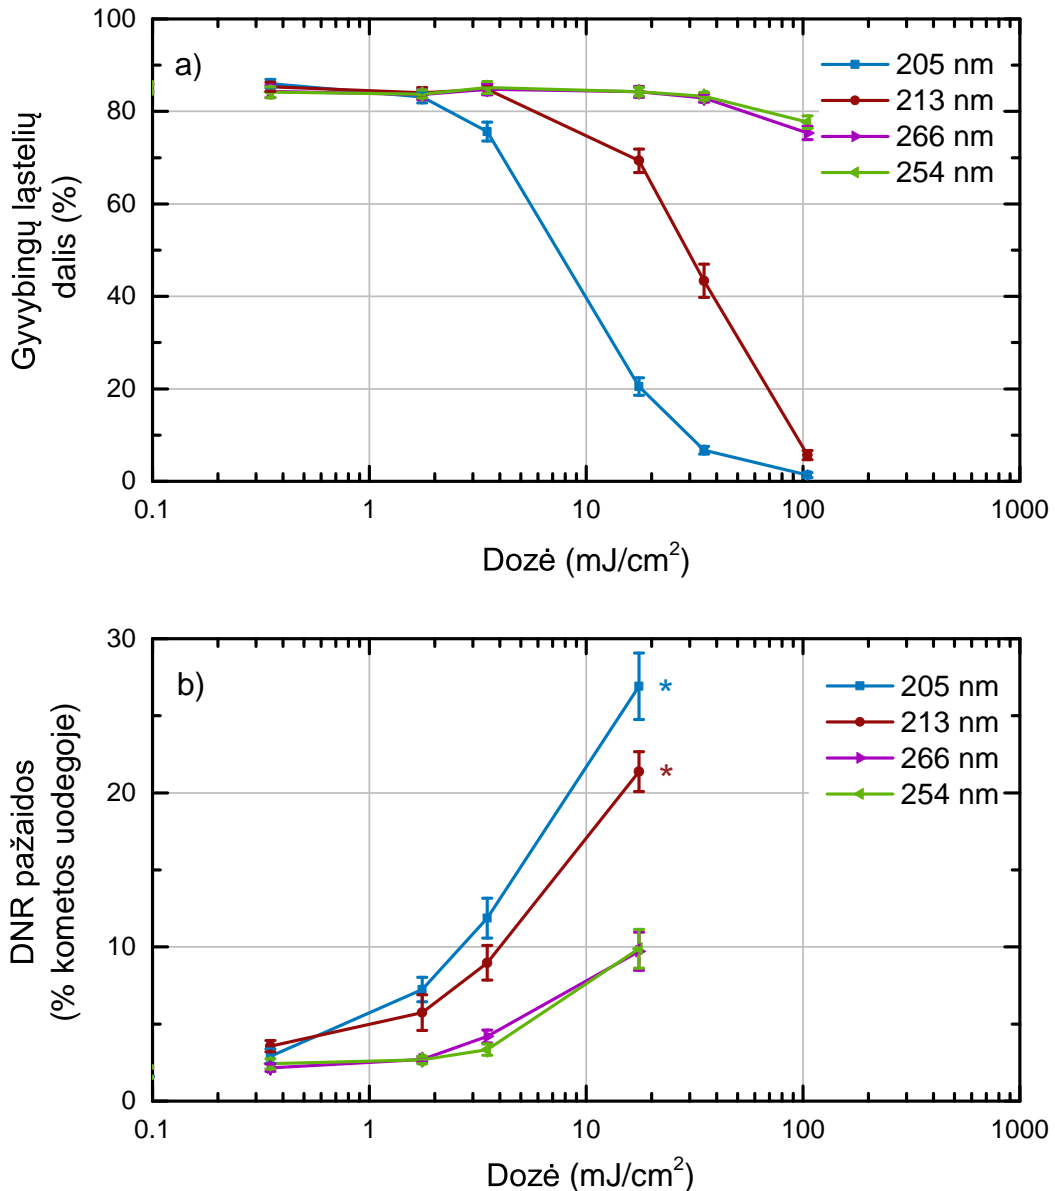 100
80
60
40
20
0
Gyvybingų ląstelių
dalis (%)
a)
205 nm
213 nm
266 nm
254 nm
0.1 1 10 100 1000
Dozė (mJ/cm²)
30
20
10
0
DNR pažaidos
(% kometos uodegoje)
b)
205 nm
213 nm
266 nm
254 nm
*
*
0.1 1 10 100 1000
Dozė (mJ/cm²)